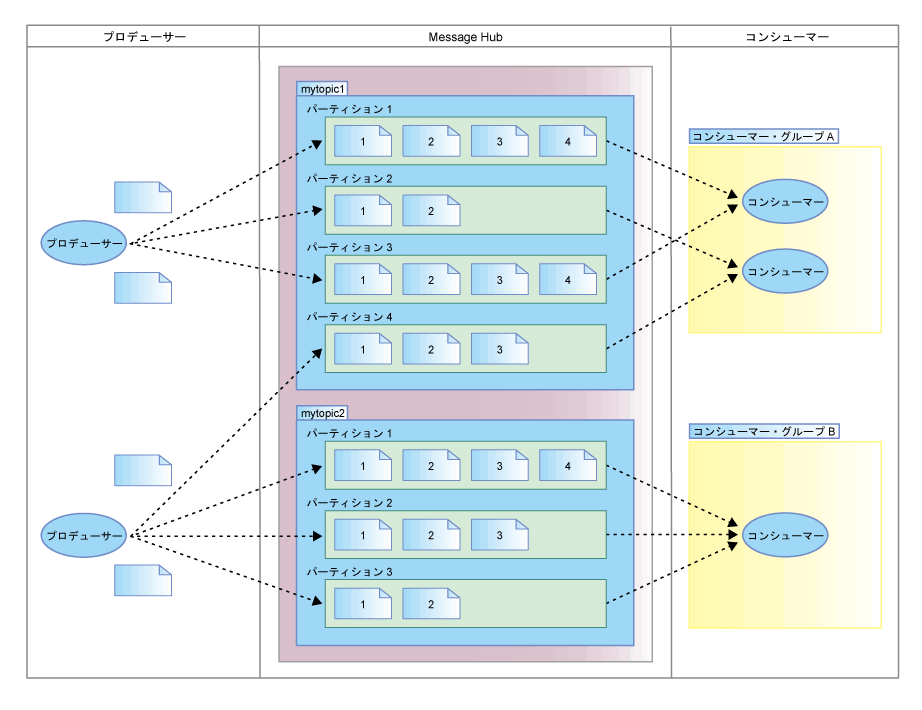 プロデューサー
Message Hub
コンシューマー
mytopic1
パーティション 1
1 2 3 4
パーティション 2
1 2
パーティション 3
1 2 3 4
パーティション 4
1 2 3
プロデューサー
コンシューマー・グループ A
コンシューマー
コンシューマー
mytopic2
パーティション 1
1 2 3 4
パーティション 2
1 2 3
パーティション 3
1 2
プロデューサー
コンシューマー・グループ B
コンシューマー